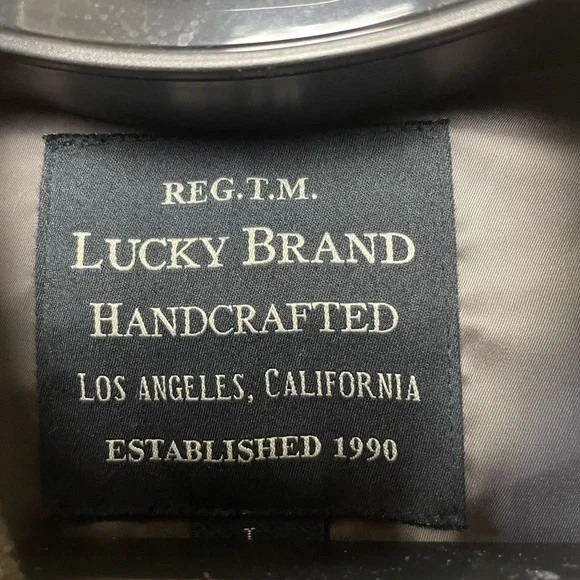 REG.T.M.
LUCKY BRAND
HANDCRAFTED
LOS ANGELES, CALIFORNIA
ESTABLISHED 1990